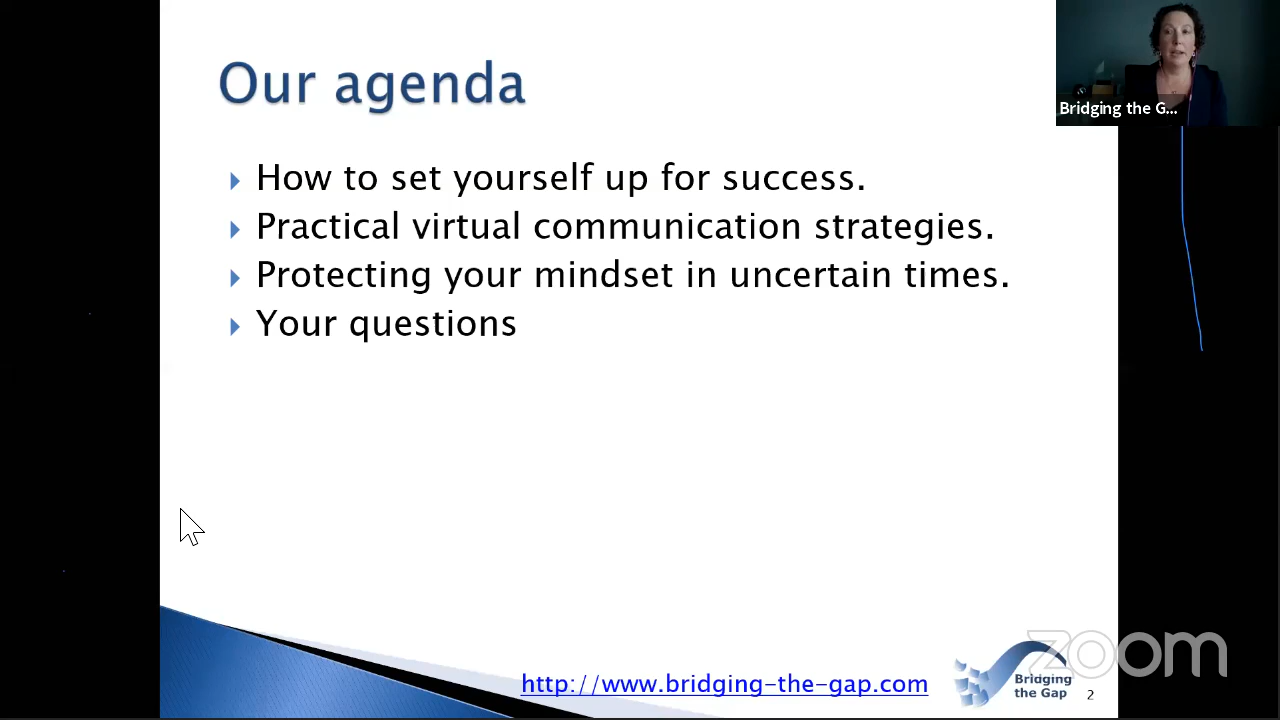 Our agenda
Bridging the G...
How to set yourself up for success.
Practical virtual communication strategies.
Protecting your mindset in uncertain times.
Your questions
http://www.bridging-the-gap.com
Bridging
the Gap
2
zoom